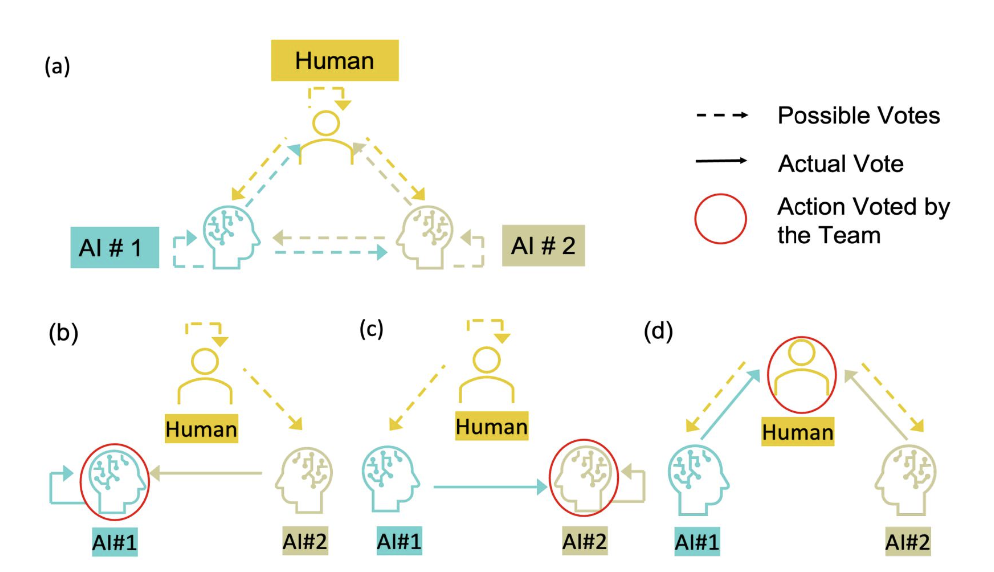 (a)
Human
AI # 1
AI # 2
Possible Votes
Actual Vote
Action Voted by
the Team
(b)
Human
AI#1
AI#2
(c)
Human
AI#1
AI#2
(d)
Human
AI#1
AI#2